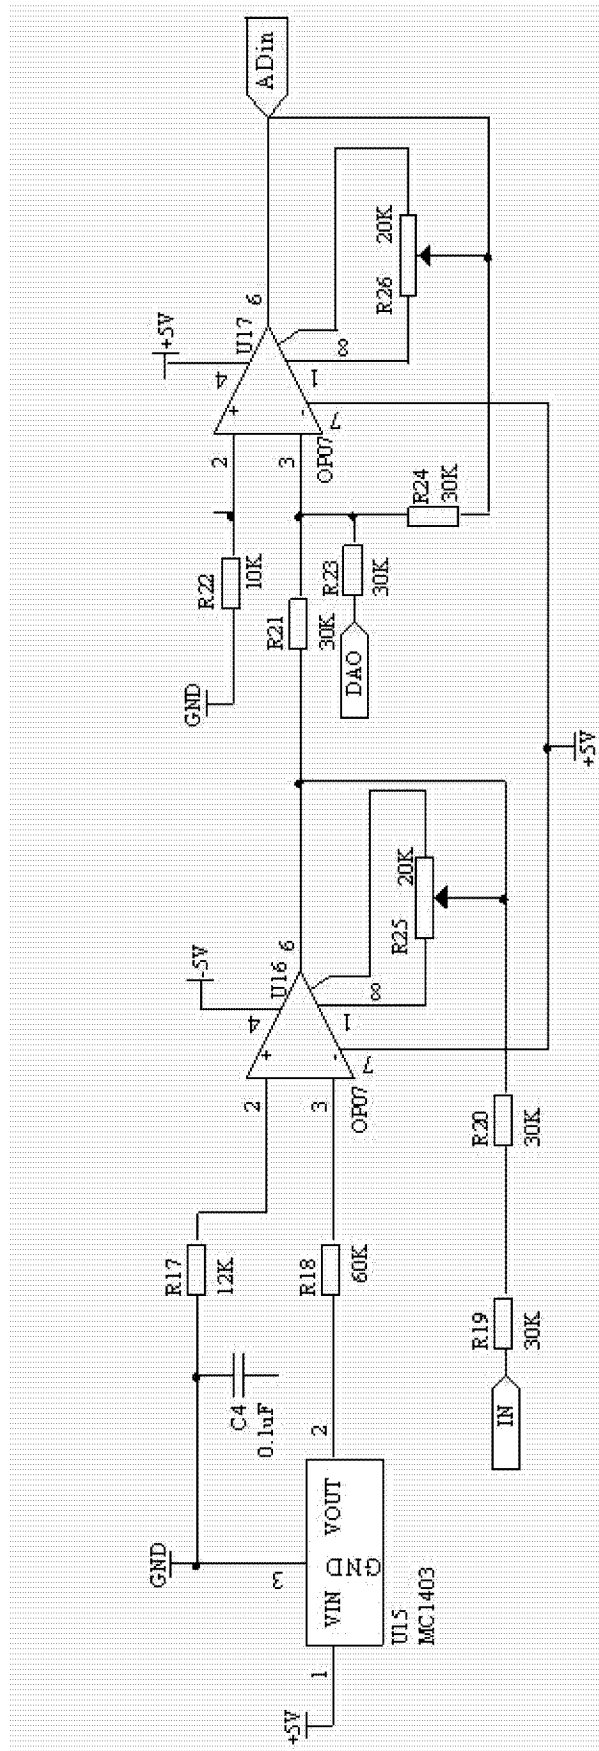 ADin
+5V
U17
6
4
2
3
OP07
7
1
8
R26
20K
R22
10K
GND
R21
30K
R23
30K
DAO
R24
30K
+5V
-5V
U16
6
4
2
3
OP07
7
1
8
R25
20K
R17
12K
R18
60K
R20
30K
R19
30K
IN
C4
0.1uF
GND
3
2
VIN
GND
VOUT
U15
MC1403
1
+5V